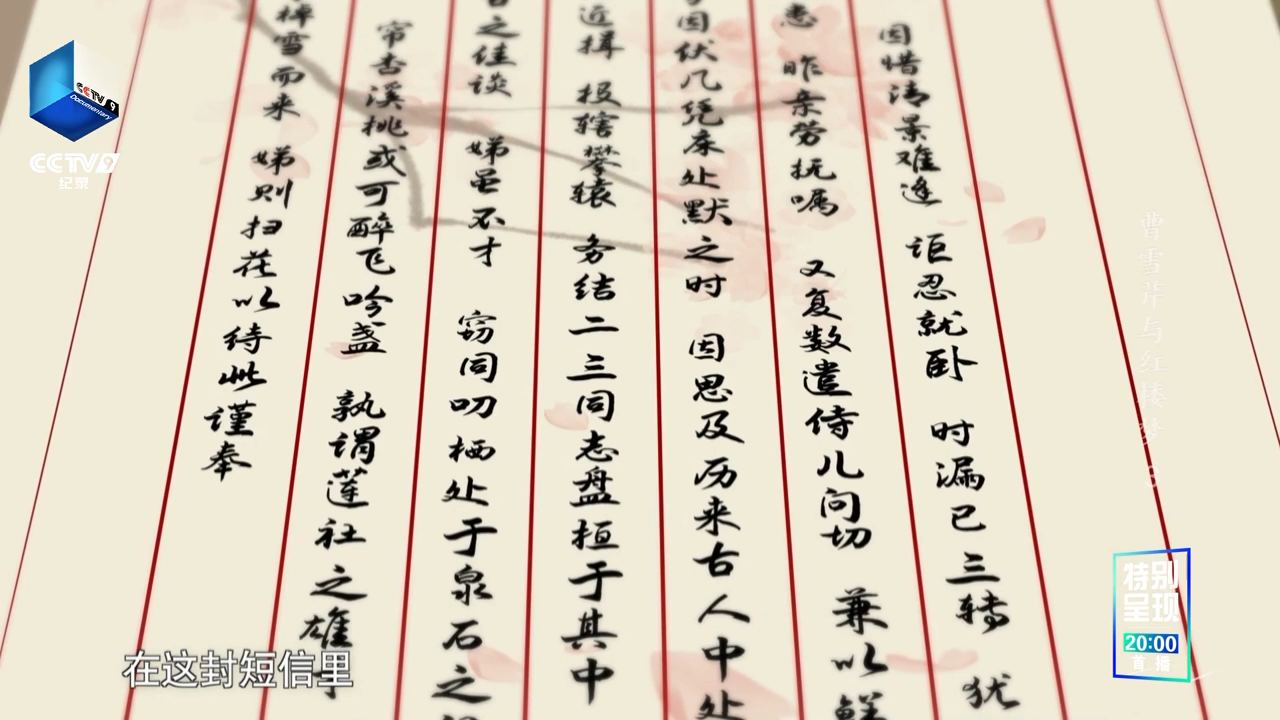 因惜清景难逢 讵忍就卧 时漏已三转 犹
恙 昨亲劳抚嘱 又复数遣侍儿问切 兼以鲜
因伏几凭床处默之时 因思及历来古人中处
近揖 投辖攀辕 务结二三同志盘桓于其中
之佳谈 娣虽不才 窃同叨栖处于泉石之
帘杏溪桃或可醉飞吟盏 孰谓莲社之雄
棹雪而来 娣则扫花以待此谨奉
CCTV 9
Documentary
CCTV9
纪录
曹雪芹与红楼梦
特别
呈现
20:00
首播
在这封短信里